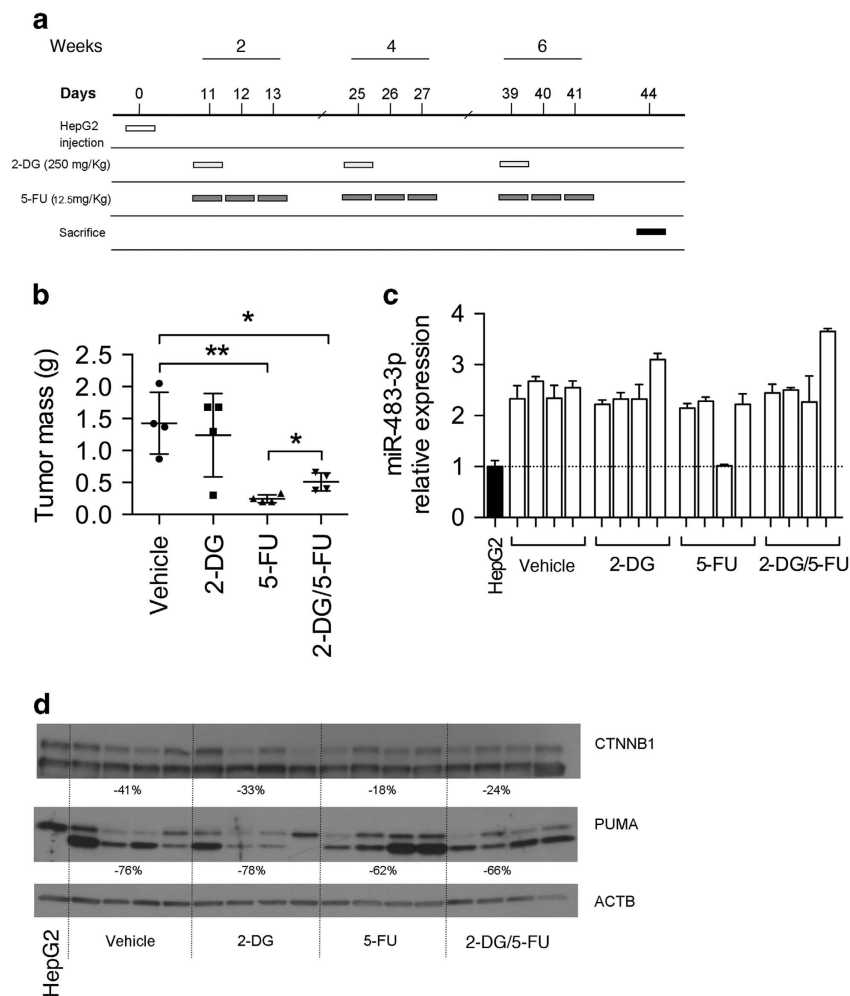 a
Weeks 2 4 6
Days 0 11 12 13 25 26 27 39 40 41 44
HepG2
injection
2-DG (250 mg/Kg)
5-FU (12.5mg/Kg)
Sacrifice
b
Tumor mass (g)
2.5
2.0
1.5
1.0
0.5
0.0
*
**
*
Vehicle
2-DG
5-FU
2-DG/5-FU
c
miR-483-3p
relative expression
4
3
2
1
0
HepG2
Vehicle 2-DG 5-FU 2-DG/5-FU
d
CTNNB1
-41% -33% -18% -24%
PUMA
-76% -78% -62% -66%
ACTB
HepG2
Vehicle 2-DG 5-FU 2-DG/5-FU